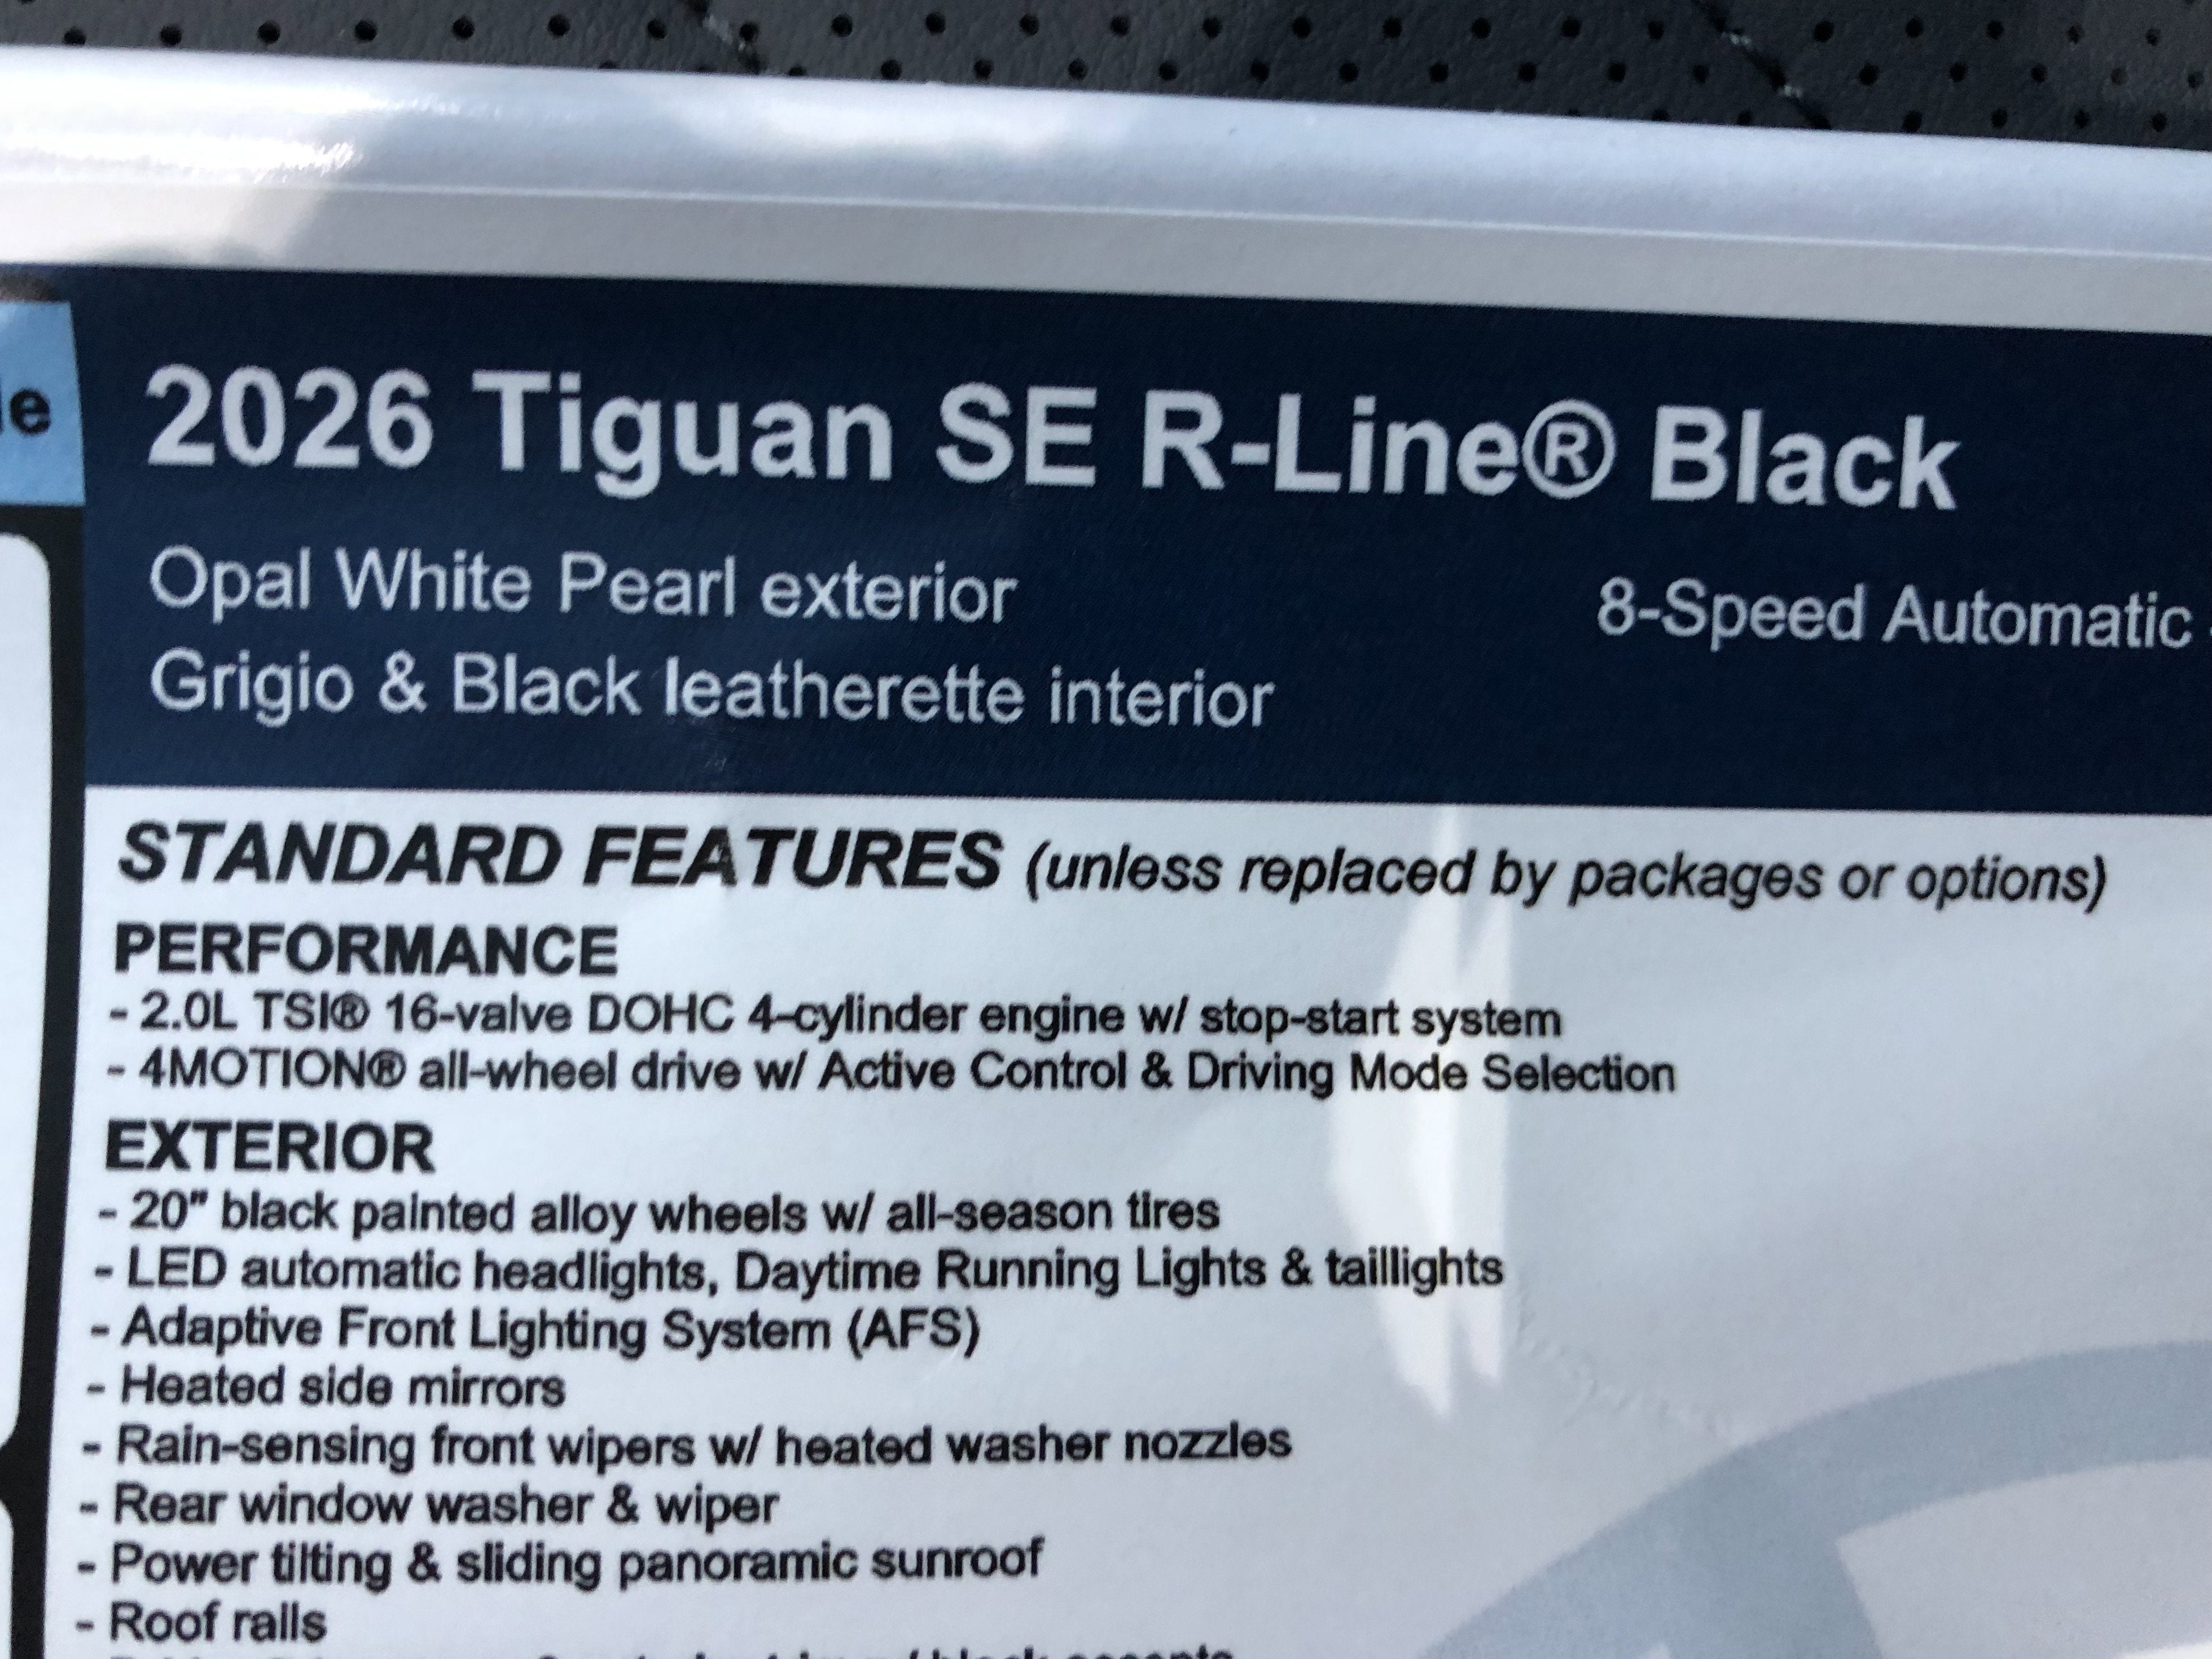 le
2026 Tiguan SE R-Line® Black
Opal White Pearl exterior 8-Speed Automatic
Grigio & Black leatherette interior
STANDARD FEATURES (unless replaced by packages or options)
PERFORMANCE
- 2.0L TSI® 16-valve DOHC 4-cylinder engine w/ stop-start system
- 4MOTION® all-wheel drive w/ Active Control & Driving Mode Selection
EXTERIOR
- 20" black painted alloy wheels w/ all-season tires
- LED automatic headlights, Daytime Running Lights & taillights
- Adaptive Front Lighting System (AFS)
- Heated side mirrors
- Rain-sensing front wipers w/ heated washer nozzles
- Rear window washer & wiper
- Power tilting & sliding panoramic sunroof
- Roof rails
black accents